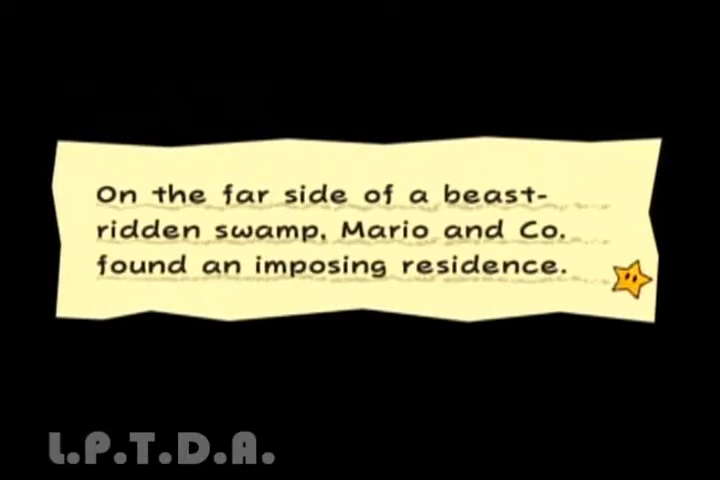 On the far side of a beast-
ridden swamp, Mario and Co.
found an imposing residence.
L.P.T.D.A.